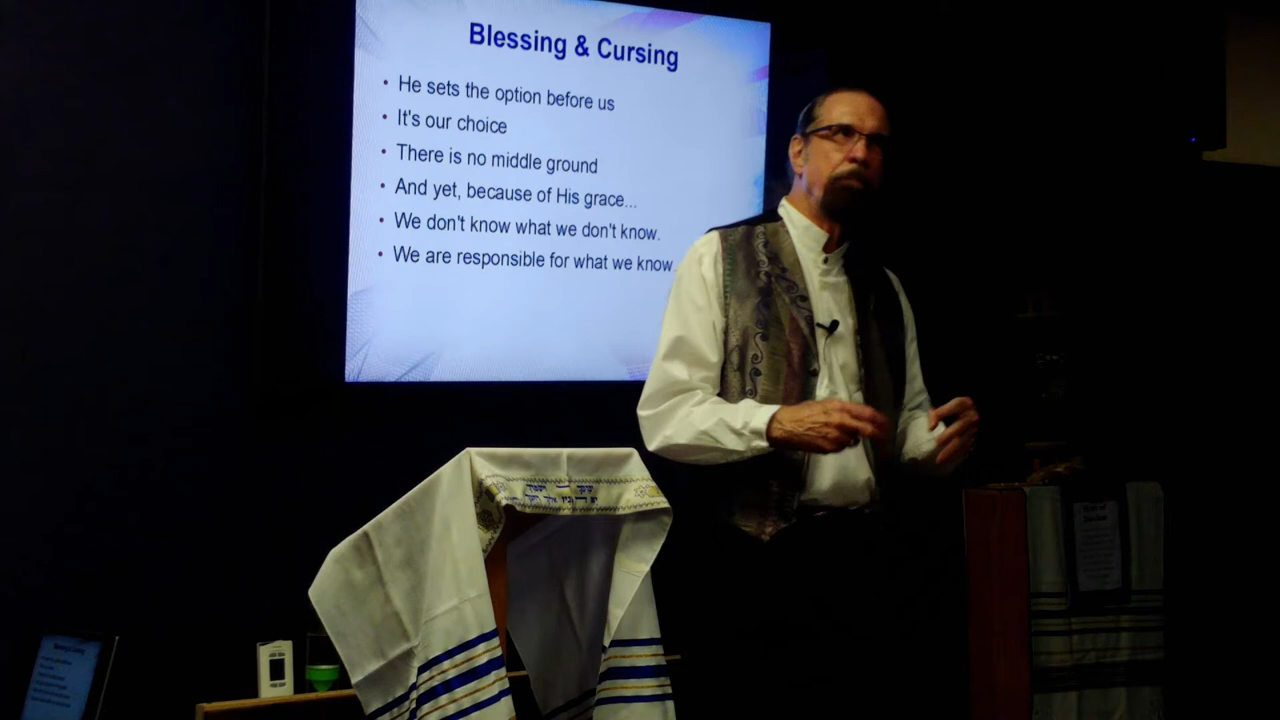 Blessing & Cursing
• He sets the option before us
• It's our choice
• There is no middle ground
• And yet, because of His grace...
• We don't know what we don't know.
• We are responsible for what we know.